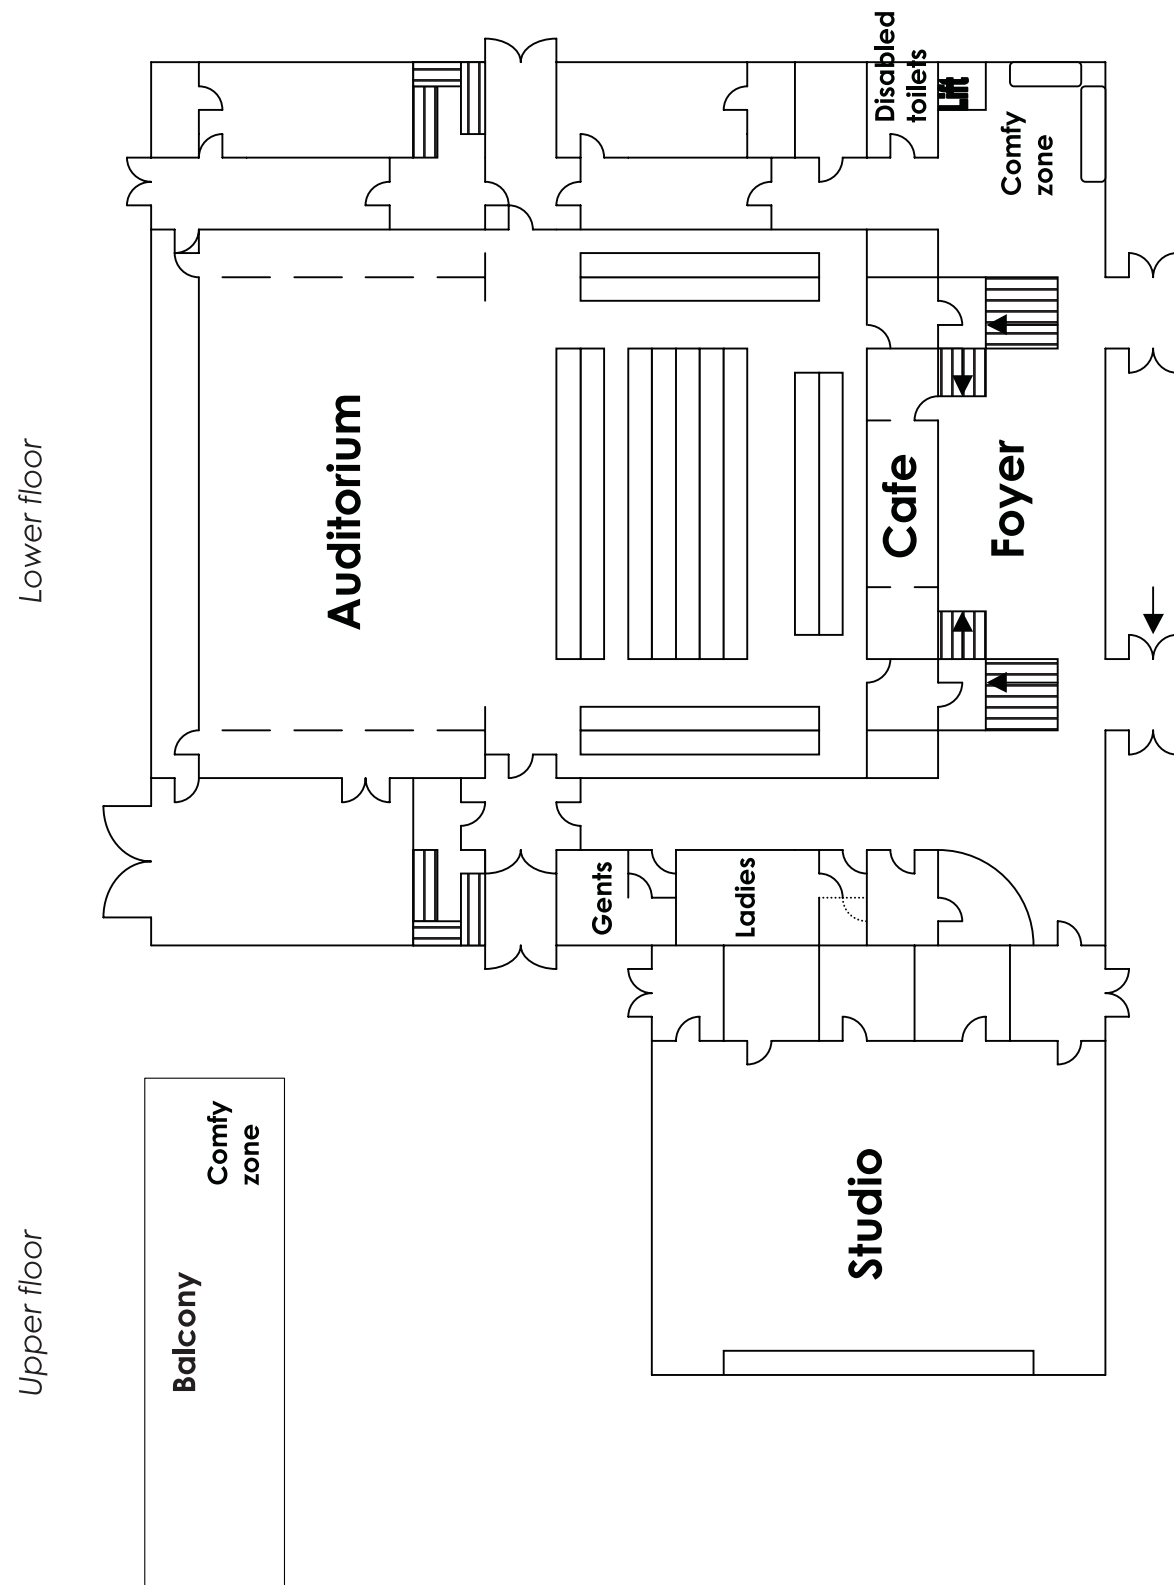 Lower floor
Auditorium
Cafe
Foyer
Disabled
toilets
Lift
Comfy
zone
Gents
Ladies
Studio
Upper floor
Balcony
Comfy
zone